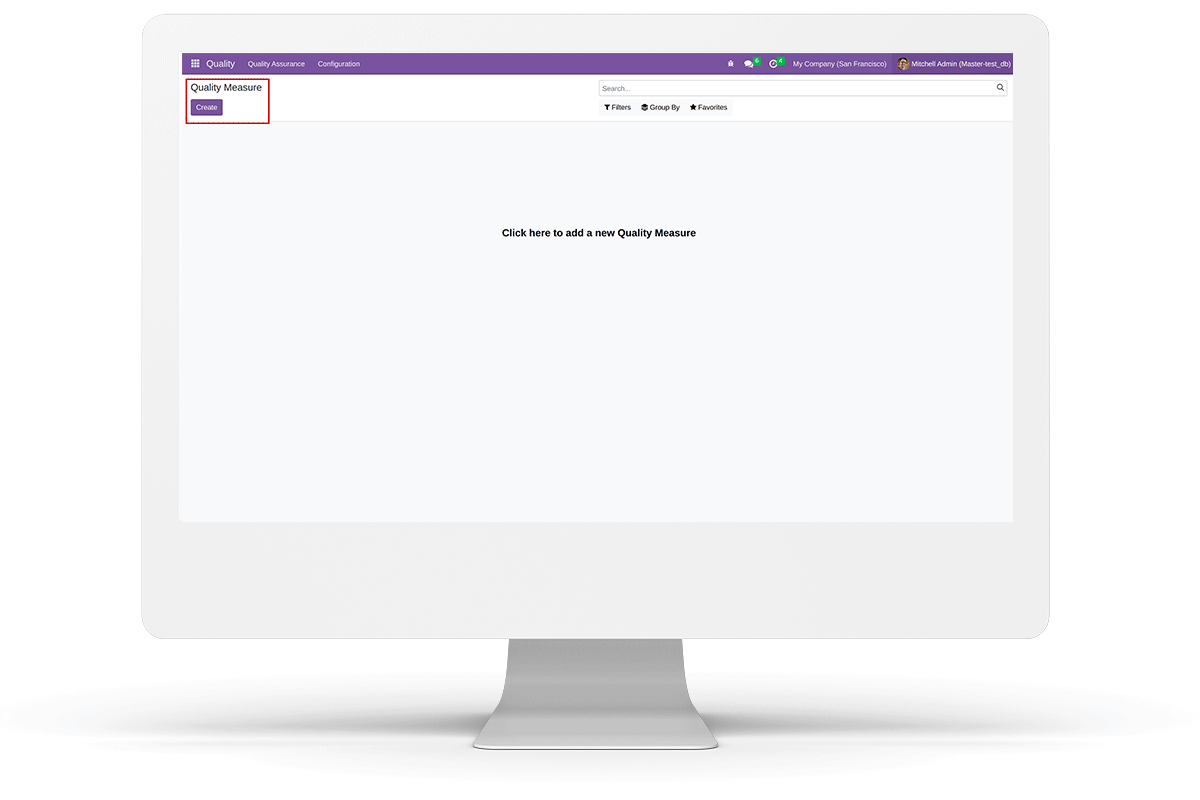 Quality Quality Assurance Configuration 6 4 My Company (San Francisco) Mitchell Admin (Master-test_db)
Quality Measure
Search...
Create
Filters Group By Favorites
Click here to add a new Quality Measure